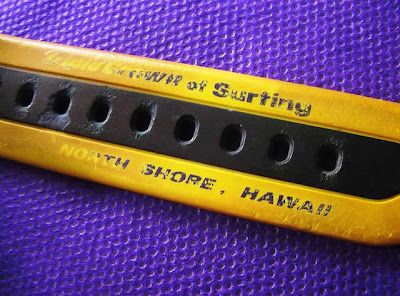 CROWN of Surfing
NORTH SHORE, HAWAII